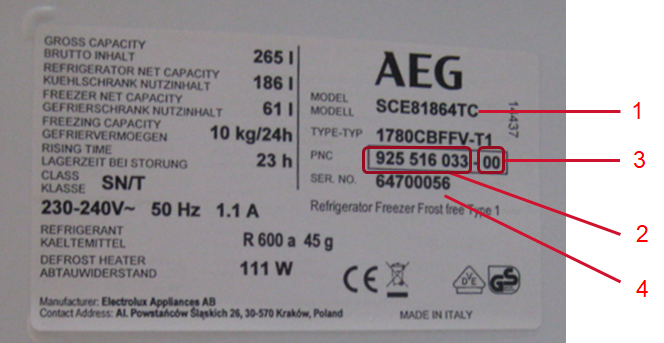 GROSS CAPACITY
BRUTTO INHALT 265 l
REFRIGERATOR NET CAPACITY
KUEHLSCHRANK NUTZINHALT 186 l
FREEZER NET CAPACITY
GEFRIERSCHRANK NUTZINHALT 61 l
FREEZING CAPACITY
GEFRIERVERMOEGEN 10 kg/24h
RISING TIME
LAGERZEIT BEI STORUNG 23 h
CLASS
KLASSE SN/T
230-240V~ 50 Hz 1.1 A
REFRIGERANT
KAELTEMITTEL R 600 a 45 g
DEFROST HEATER
ABTAUWIDERSTAND 111 W
Manufacturer: Electrolux Appliances AB
Contact Address: Al. Powstańców Śląskich 26, 30-570 Kraków, Poland
AEG
MODEL
MODELL SCE81864TC
TYPE-TYP 1780CBFFV-T1
PNC 925 516 033 - 00
SER. NO. 64700056
Refrigerator Freezer Frost free Type 1
14437
CE
VDE
GS
MADE IN ITALY
1
3
2
4